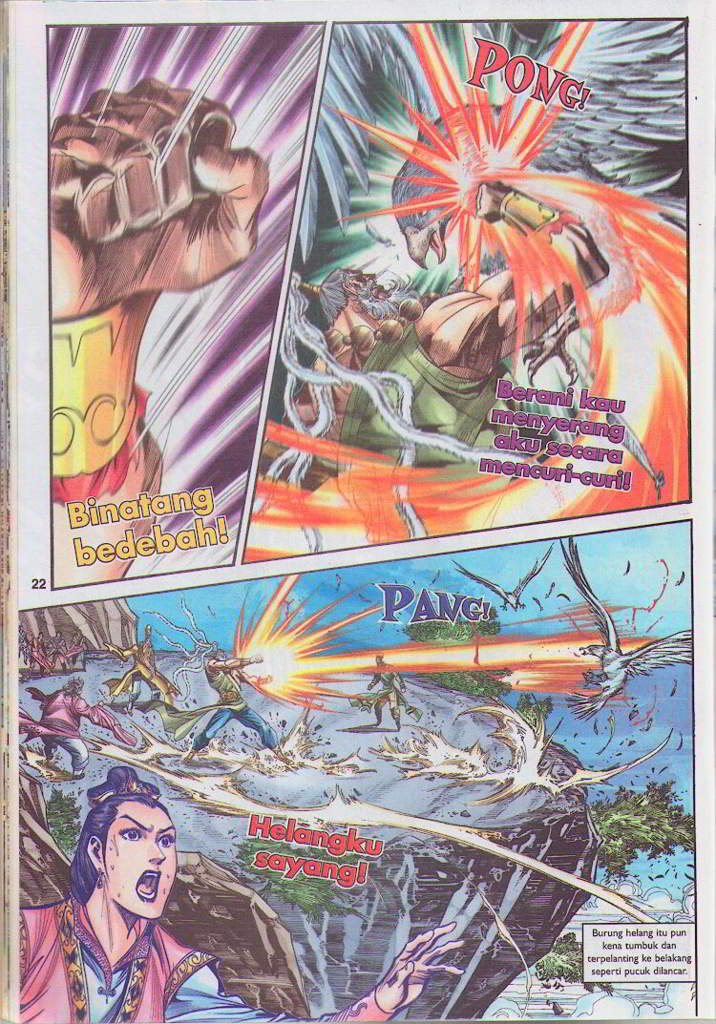 Binatang
bedebah!
PONG!
Berani kau
menyerang
aku secara
mencuri-curi!
22
PANG!
Helangku
sayang!
Burung helang itu pun
kena tumbuk dan
terpelanting ke belakang
seperti pucuk dilancar.